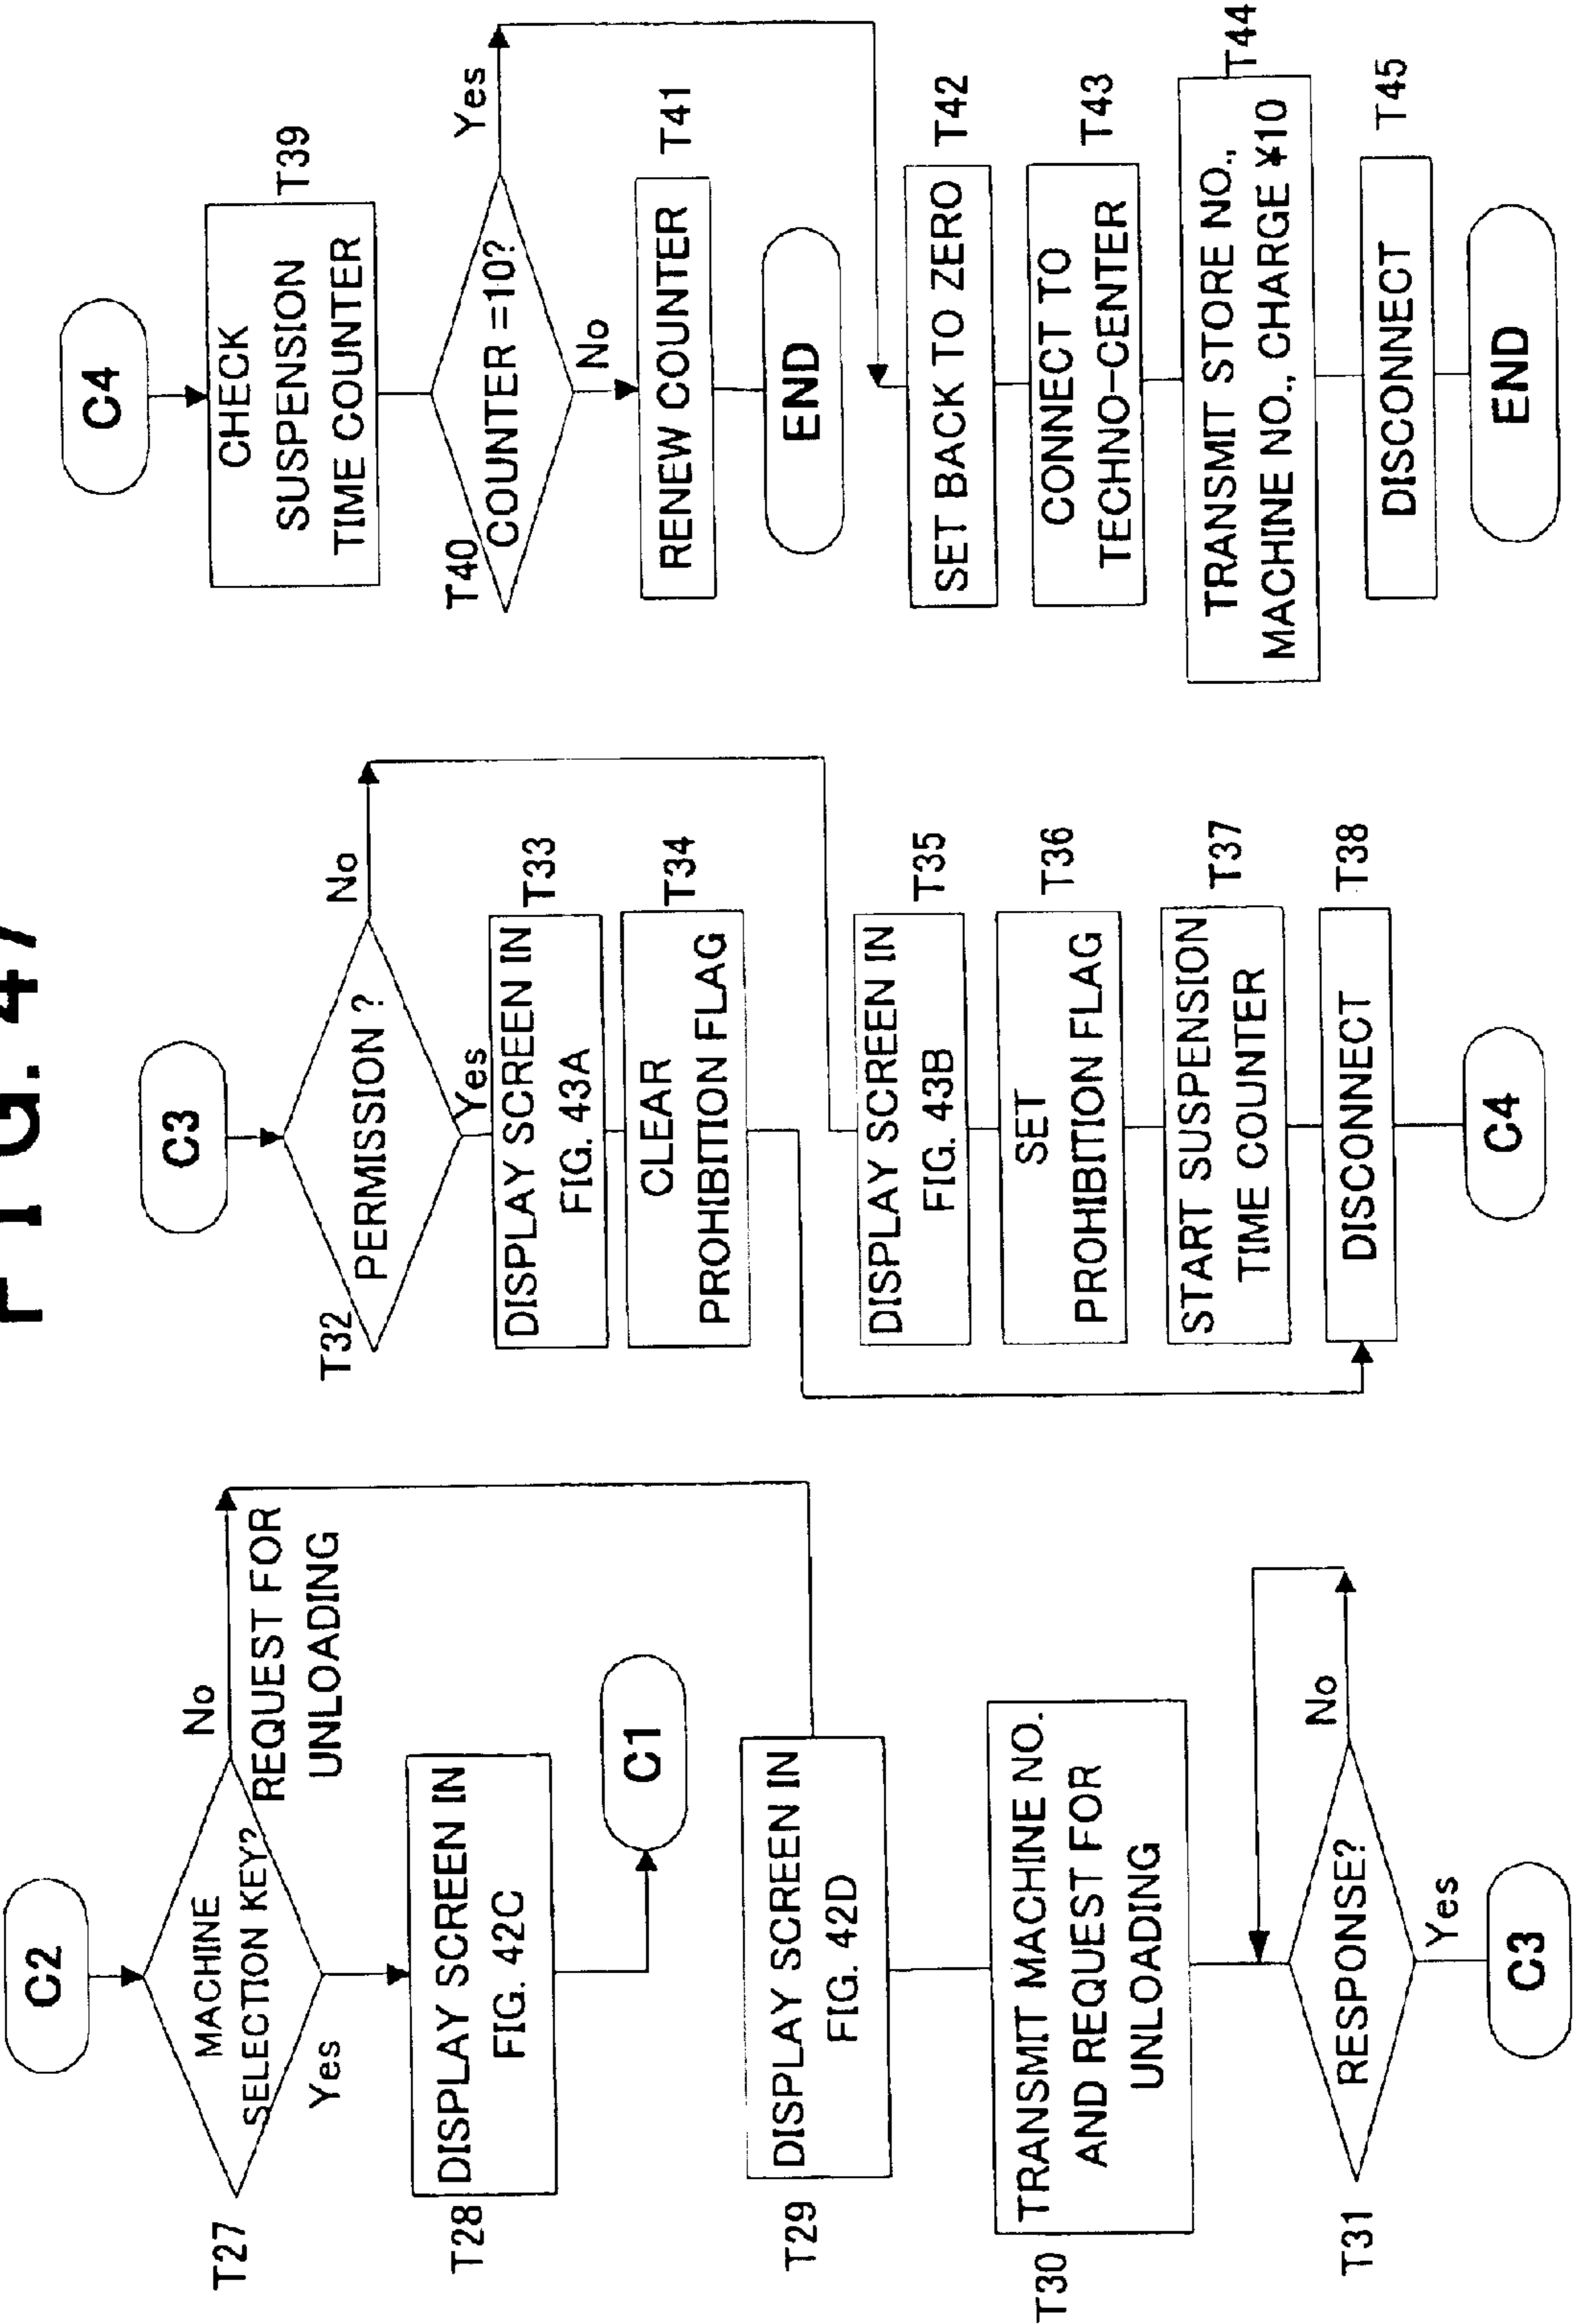 FIG. 47
C2
T27
MACHINE
SELECTION KEY?
No
REQUEST FOR
UNLOADING
Yes
T28
DISPLAY SCREEN IN
FIG. 42C
C1
T29
DISPLAY SCREEN IN
FIG. 42D
T30
TRANSMIT MACHINE NO.
AND REQUEST FOR
UNLOADING
T31
RESPONSE?
No
Yes
C3
C3
T32
PERMISSION ?
No
Yes
DISPLAY SCREEN IN
FIG. 43A
T33
CLEAR
PROHIBITION FLAG
T34
DISPLAY SCREEN IN
FIG. 43B
T35
SET
PROHIBITION FLAG
T36
START SUSPENSION
TIME COUNTER
T37
DISCONNECT
T38
C4
C4
CHECK
SUSPENSION
TIME COUNTER
T39
T40
COUNTER =10?
Yes
No
RENEW COUNTER
T41
END
SET BACK TO ZERO
T42
CONNECT TO
TECHNO-CENTER
T43
TRANSMIT STORE NO.,
MACHINE NO., CHARGE ¥10
T44
DISCONNECT
T45
END